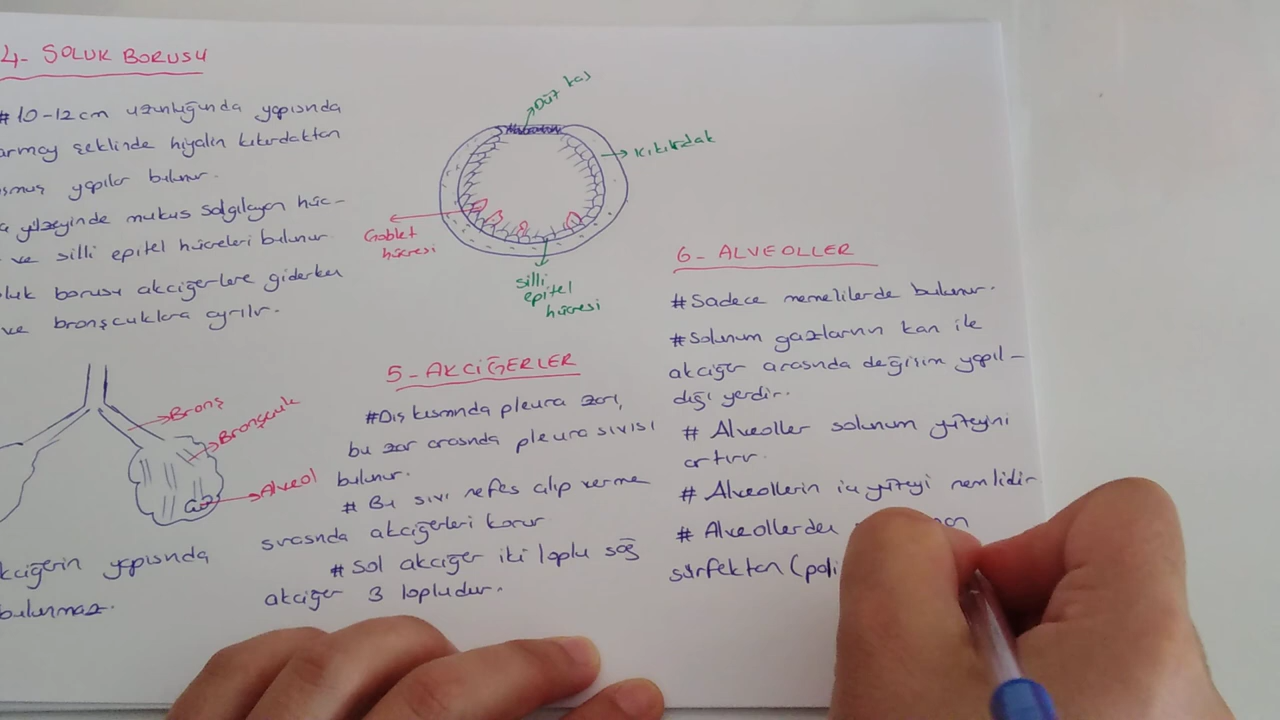 4- SOLUK BORUSU
# 10-12cm uzunluğunda yapısında
şeklinde hiyalin kıkırdaktan
yapılar bulunur.
yüzeyinde mukus salgılayan hüc-
ve silli epitel hücreleri bulunur.
borusu akciğerlere giderken
ve bronşcuklara ayrılır.
Bronş
Bronşcuk
Alveol
yapısında
bulunmaz.
Düz kas
Kıkırdak
Goblet
hücresi
silli
epitel
hücresi
5- AKCİĞERLER
# Dış kısmında pleura zarı,
bu zar arasında pleura sıvısı
bulunur.
# Bu sıvı nefes alıp verme
sırasında akciğerleri korur
# Sol akciğer iki loplu sağ
akciğer 3 lopludur.
6- ALVEOLLER
# Sadece memelilerde bulunur.
# Solunum gazlarının kan ile
akciğer arasında değişim yapıl-
dığı yerdir.
# Alveoller solunum yüzeyini
artırır.
# Alveollerin iç yüzeyi nemlidir
# Alveollerden
sürfektan (poli